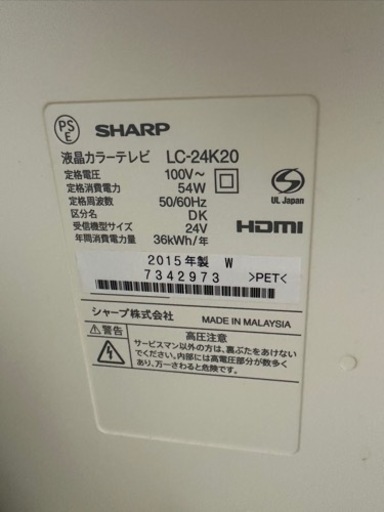 PS
E
SHARP
液晶カラーテレビ LC-24K20
定格電圧 100V～
定格消費電力 54W
定格周波数 50/60Hz
区分名 DK
受信機型サイズ 24V
年間消費電力量 36kWh/年
UL Japan
HDMI
2015年製 W
7342973 >PET<
シャープ株式会社 MADE IN MALAYSIA
⚠警告 高圧注意
サービスマン以外の方は、裏ぶたをあけない
でください。内部には高電圧部分が数多く
あり、万一さわると危険です。